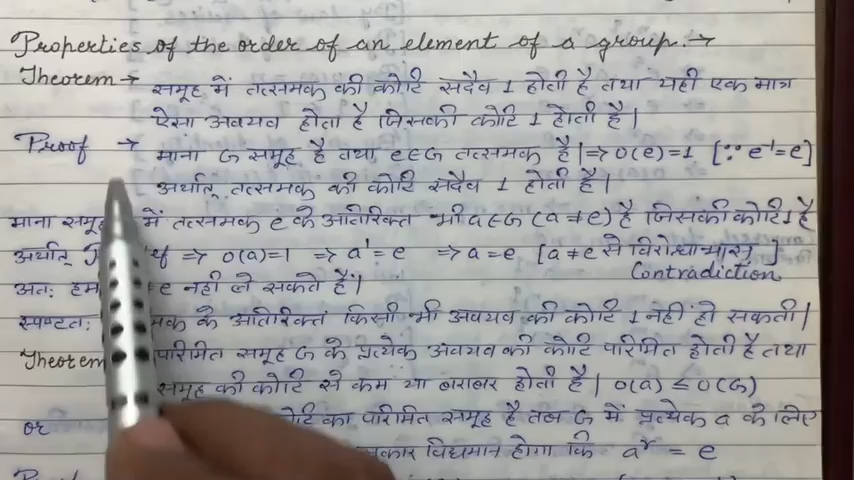 Properties of the order of an element of a group :→
Theorem → समूह में तत्समक की कोटि सदैव 1 होती है तथा यही एक मात्र
ऐसा अवयव होता है जिसकी कोटि 1 होती है |
Proof → माना G समूह है तथा e∈G तत्समक है | ⇒ o(e)=1 [∵ e¹=e]
अर्थात् तत्समक की कोटि सदैव 1 होती है |
माना समूह में तत्समक e के अतिरिक्त भी a∈G (a≠e) है जिसकी कोटि 1 है
अर्थात् ⇒ o(a)=1 ⇒ a¹=e ⇒ a=e [a≠e से विरोधाभास]
Contradiction
अतः हम e नहीं ले सकते हैं |
स्पष्टतः के अतिरिक्त किसी भी अवयव की कोटि 1 नहीं हो सकती |
Theorem परिमित समूह G के प्रत्येक अवयव की कोटि परिमित होती है तथा
समूह की कोटि से कम या बराबर होती है | o(a) ≤ o(G)
or कोटि का परिमित समूह है तब G में प्रत्येक a के लिए
विद्यमान होगा कि aʳ = e